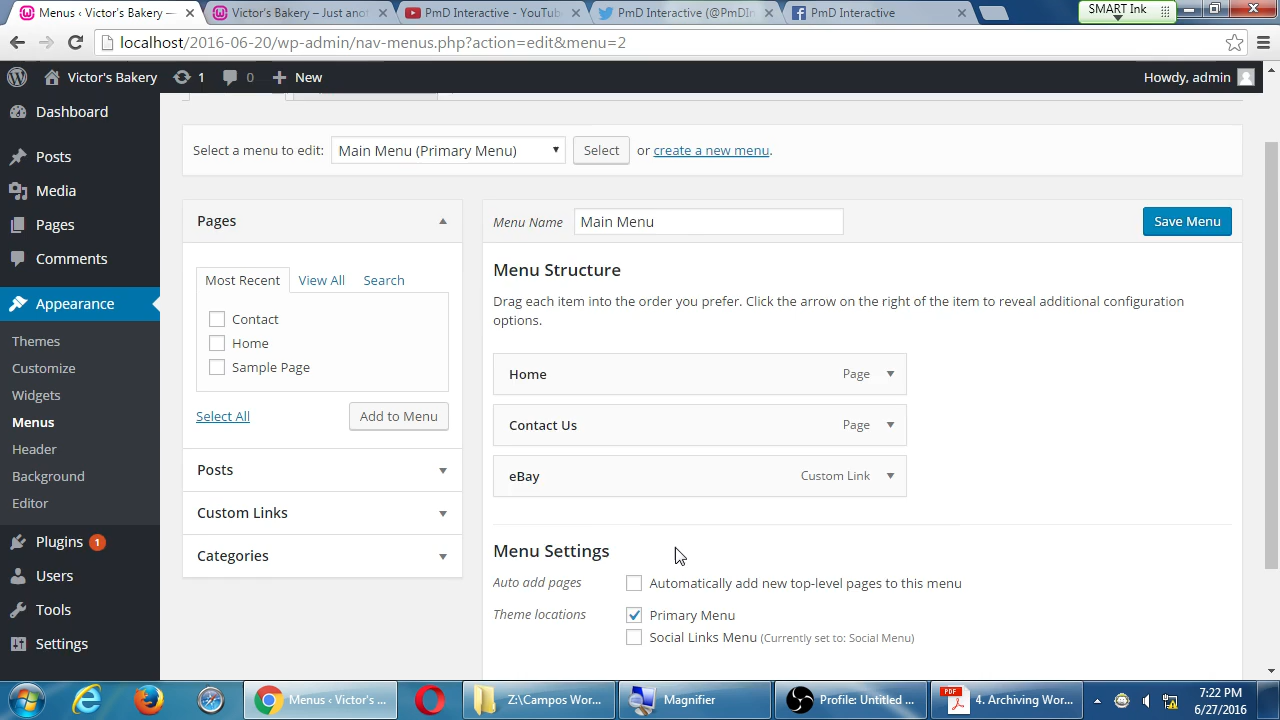 Menus ‹ Victor's Bakery —
Victor's Bakery – Just anot
PmD Interactive - YouTube
PmD Interactive (@PmDIn
PmD Interactive
SMART Ink
localhost/2016-06-20/wp-admin/nav-menus.php?action=edit&menu=2
Victor's Bakery
1
0
New
Howdy, admin
Dashboard
Posts
Media
Pages
Comments
Appearance
Themes
Customize
Widgets
Menus
Header
Background
Editor
Plugins 1
Users
Tools
Settings
Select a menu to edit: Main Menu (Primary Menu) Select or create a new menu.
Pages
Most Recent View All Search
Contact
Home
Sample Page
Select All Add to Menu
Posts
Custom Links
Categories
Menu Name Main Menu Save Menu
Menu Structure
Drag each item into the order you prefer. Click the arrow on the right of the item to reveal additional configuration
options.
Home Page
Contact Us Page
eBay Custom Link
Menu Settings
Auto add pages Automatically add new top-level pages to this menu
Theme locations Primary Menu
Social Links Menu (Currently set to: Social Menu)
Menus ‹ Victor's ...
Z:\Campos Wor...
Magnifier
Profile: Untitled ...
PDF
4. Archiving Wor...
7:22 PM
6/27/2016